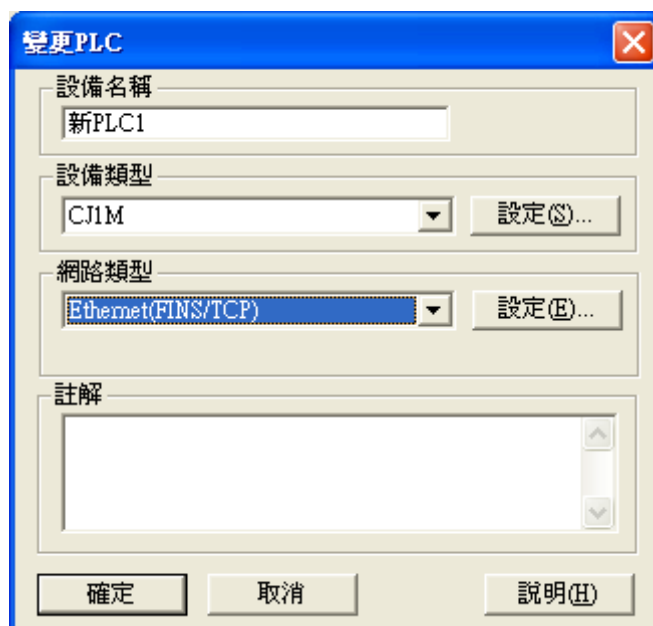 變更PLC
設備名稱
新PLC1
設備類型
CJ1M
設定(S)...
網路類型
Ethernet(FINS/TCP)
設定(E)...
註解
確定
取消
說明(H)